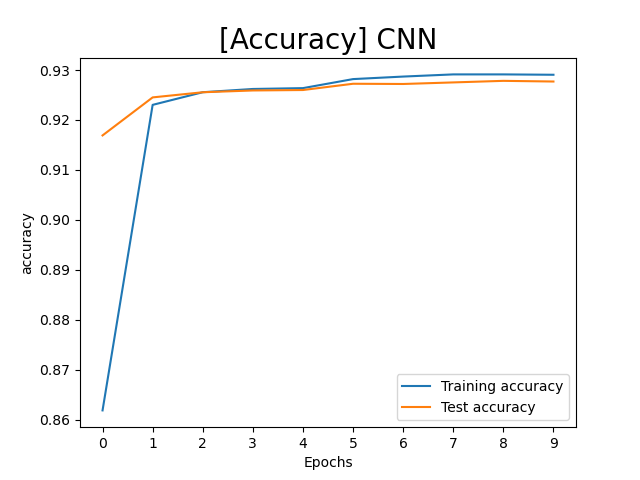 [Accuracy] CNN
0.93
0.92
0.91
0.90
0.89
0.88
0.87
0.86
accuracy
Training accuracy
Test accuracy
0 1 2 3 4 5 6 7 8 9
Epochs